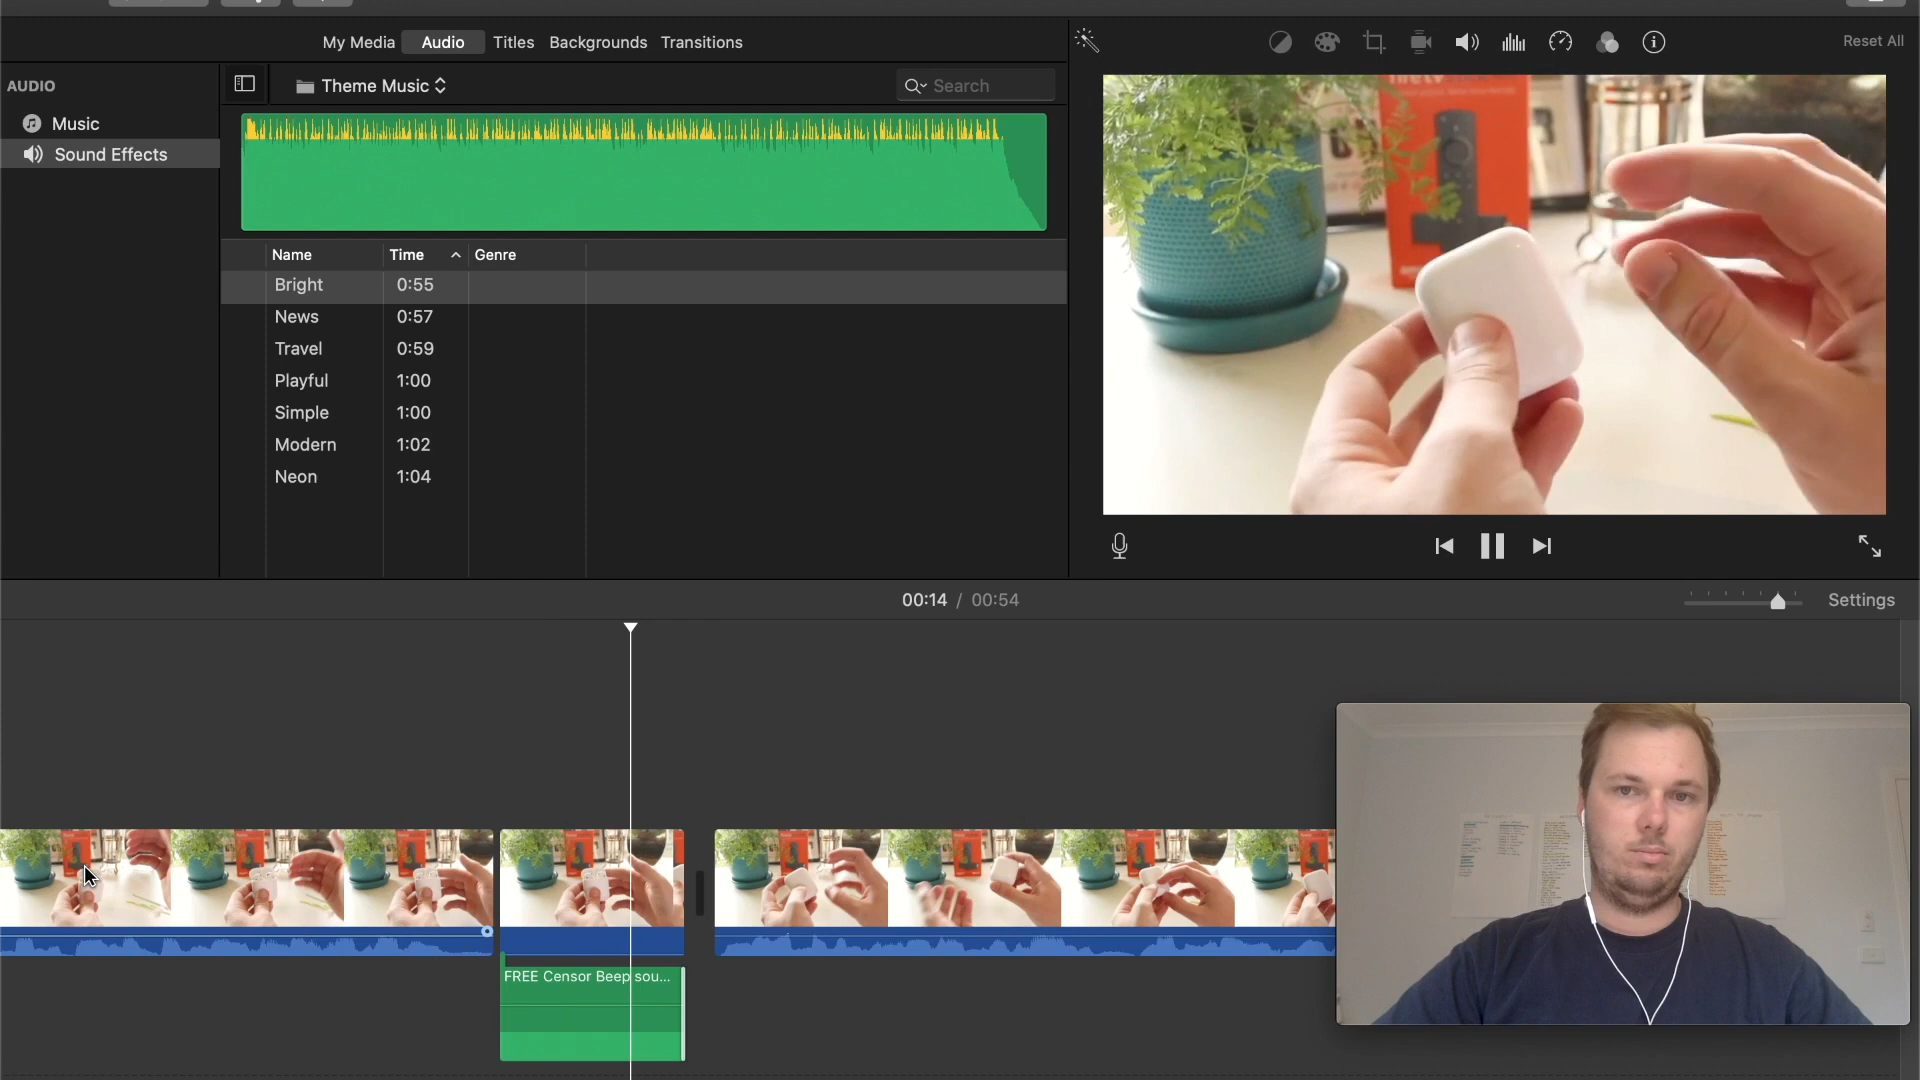 My Media Audio Titles Backgrounds Transitions
Reset All
AUDIO
Theme Music
Search
Music
Sound Effects
Name Time Genre
Bright 0:55
News 0:57
Travel 0:59
Playful 1:00
Simple 1:00
Modern 1:02
Neon 1:04
00:14 / 00:54
Settings
FREE Censor Beep sou...